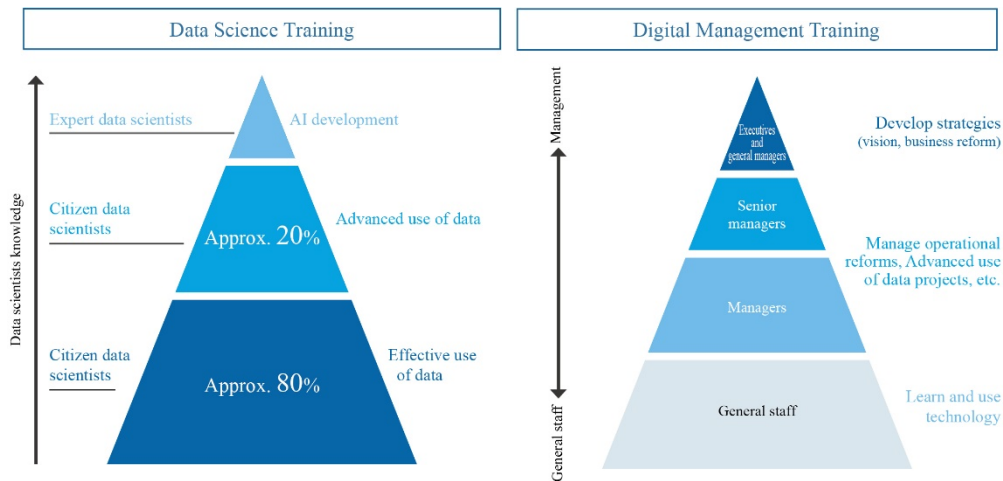 Data Science Training
Data scientists knowledge
Expert data scientists
AI development
Citizen data
scientists
Approx. 20%
Advanced use of data
Citizen data
scientists
Approx. 80%
Effective use
of data
Digital Management Training
Management
General staff
Executives
and
general managers
Develop strategies
(vision, business reform)
Senior
managers
Manage operational
reforms, Advanced use
of data projects, etc.
Managers
General staff
Learn and use
technology